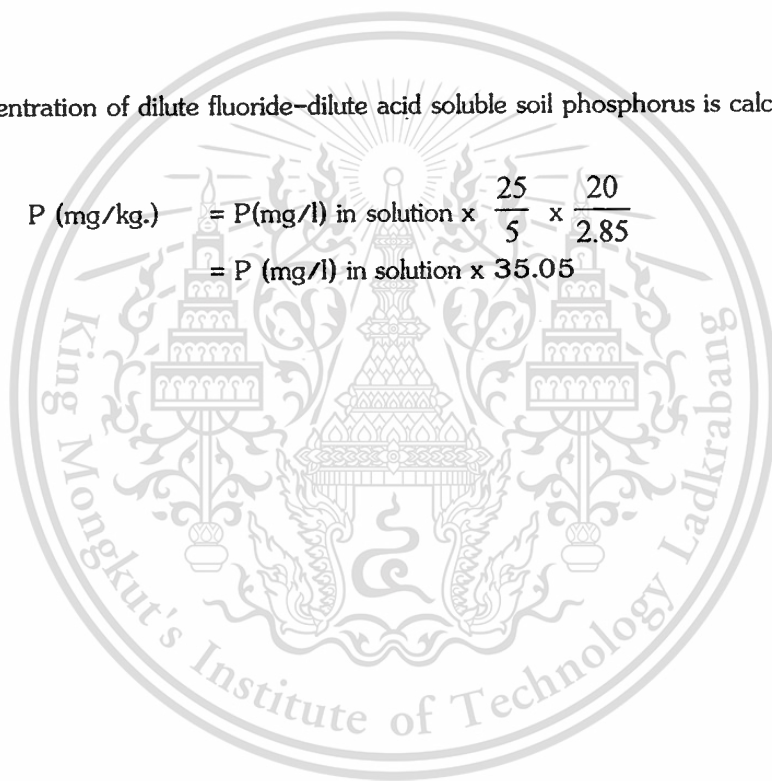 entration of dilute fluoride-dilute acid soluble soil phosphorus is calc
P (mg/kg.) = P(mg/l) in solution x 25/5 x 20/2.85
= P (mg/l) in solution x 35.05
King Mongkut's Institute of Technology Ladkrabang